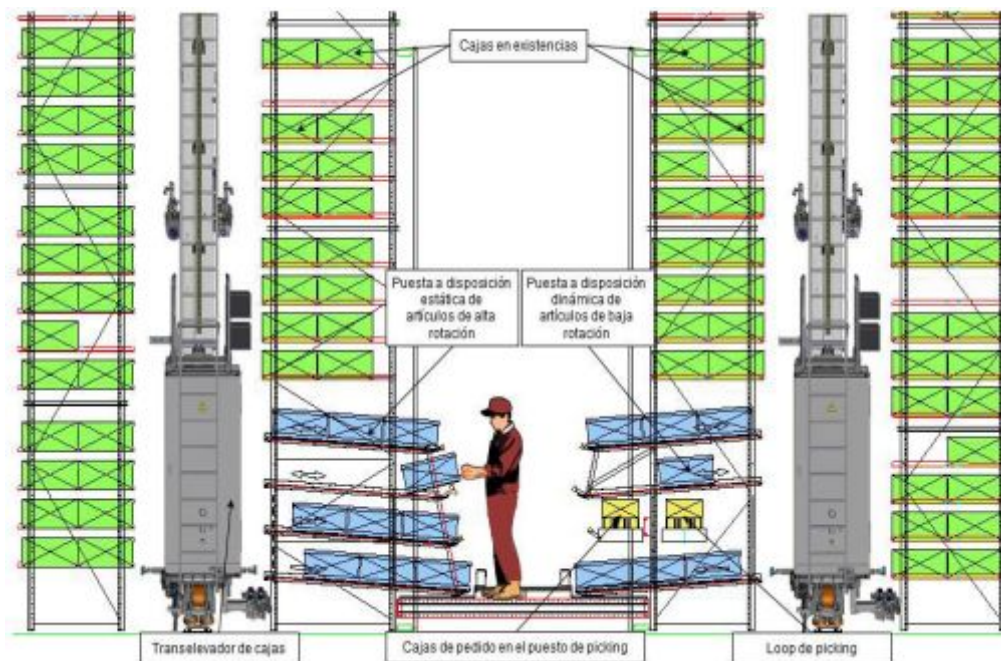 Cajas en existencias
Puesta a disposición
estática de
artículos de alta
rotación
Puesta a disposición
dinámica de
artículos de baja
rotación
Transelevador de cajas
Cajas de pedido en el puesto de picking
Loop de picking